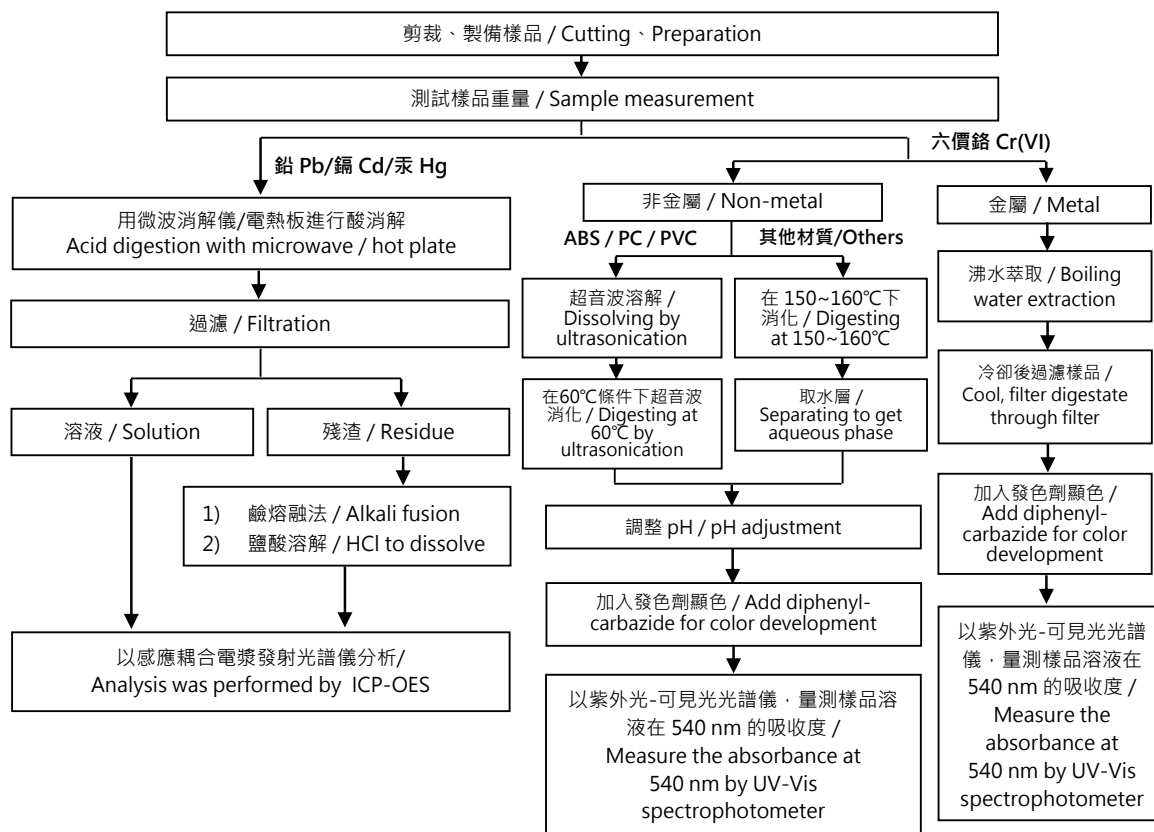 剪裁、製備樣品 / Cutting、Preparation
測試樣品重量 / Sample measurement
鉛 Pb/鎘 Cd/汞 Hg
六價鉻 Cr(VI)
用微波消解儀/電熱板進行酸消解
Acid digestion with microwave / hot plate
過濾 / Filtration
溶液 / Solution
殘渣 / Residue
1) 鹼熔融法 / Alkali fusion
2) 鹽酸溶解 / HCl to dissolve
以感應耦合電漿發射光譜儀分析/
Analysis was performed by ICP-OES
非金屬 / Non-metal
ABS / PC / PVC
其他材質/Others
超音波溶解 /
Dissolving by
ultrasonication
在60℃條件下超音波
消化 / Digesting at
60℃ by
ultrasonication
在 150~160℃下
消化 / Digesting
at 150~160℃
取水層 /
Separating to get
aqueous phase
調整 pH / pH adjustment
加入發色劑顯色 / Add diphenyl-
carbazide for color development
以紫外光-可見光光譜儀，量測樣品溶
液在 540 nm 的吸收度 /
Measure the absorbance at
540 nm by UV-Vis
spectrophotometer
金屬 / Metal
沸水萃取 / Boiling
water extraction
冷卻後過濾樣品 /
Cool, filter digestate
through filter
加入發色劑顯色 /
Add diphenyl-
carbazide for color
development
以紫外光-可見光光譜
儀，量測樣品溶液在
540 nm 的吸收度 /
Measure the
absorbance at
540 nm by UV-Vis
spectrophotometer